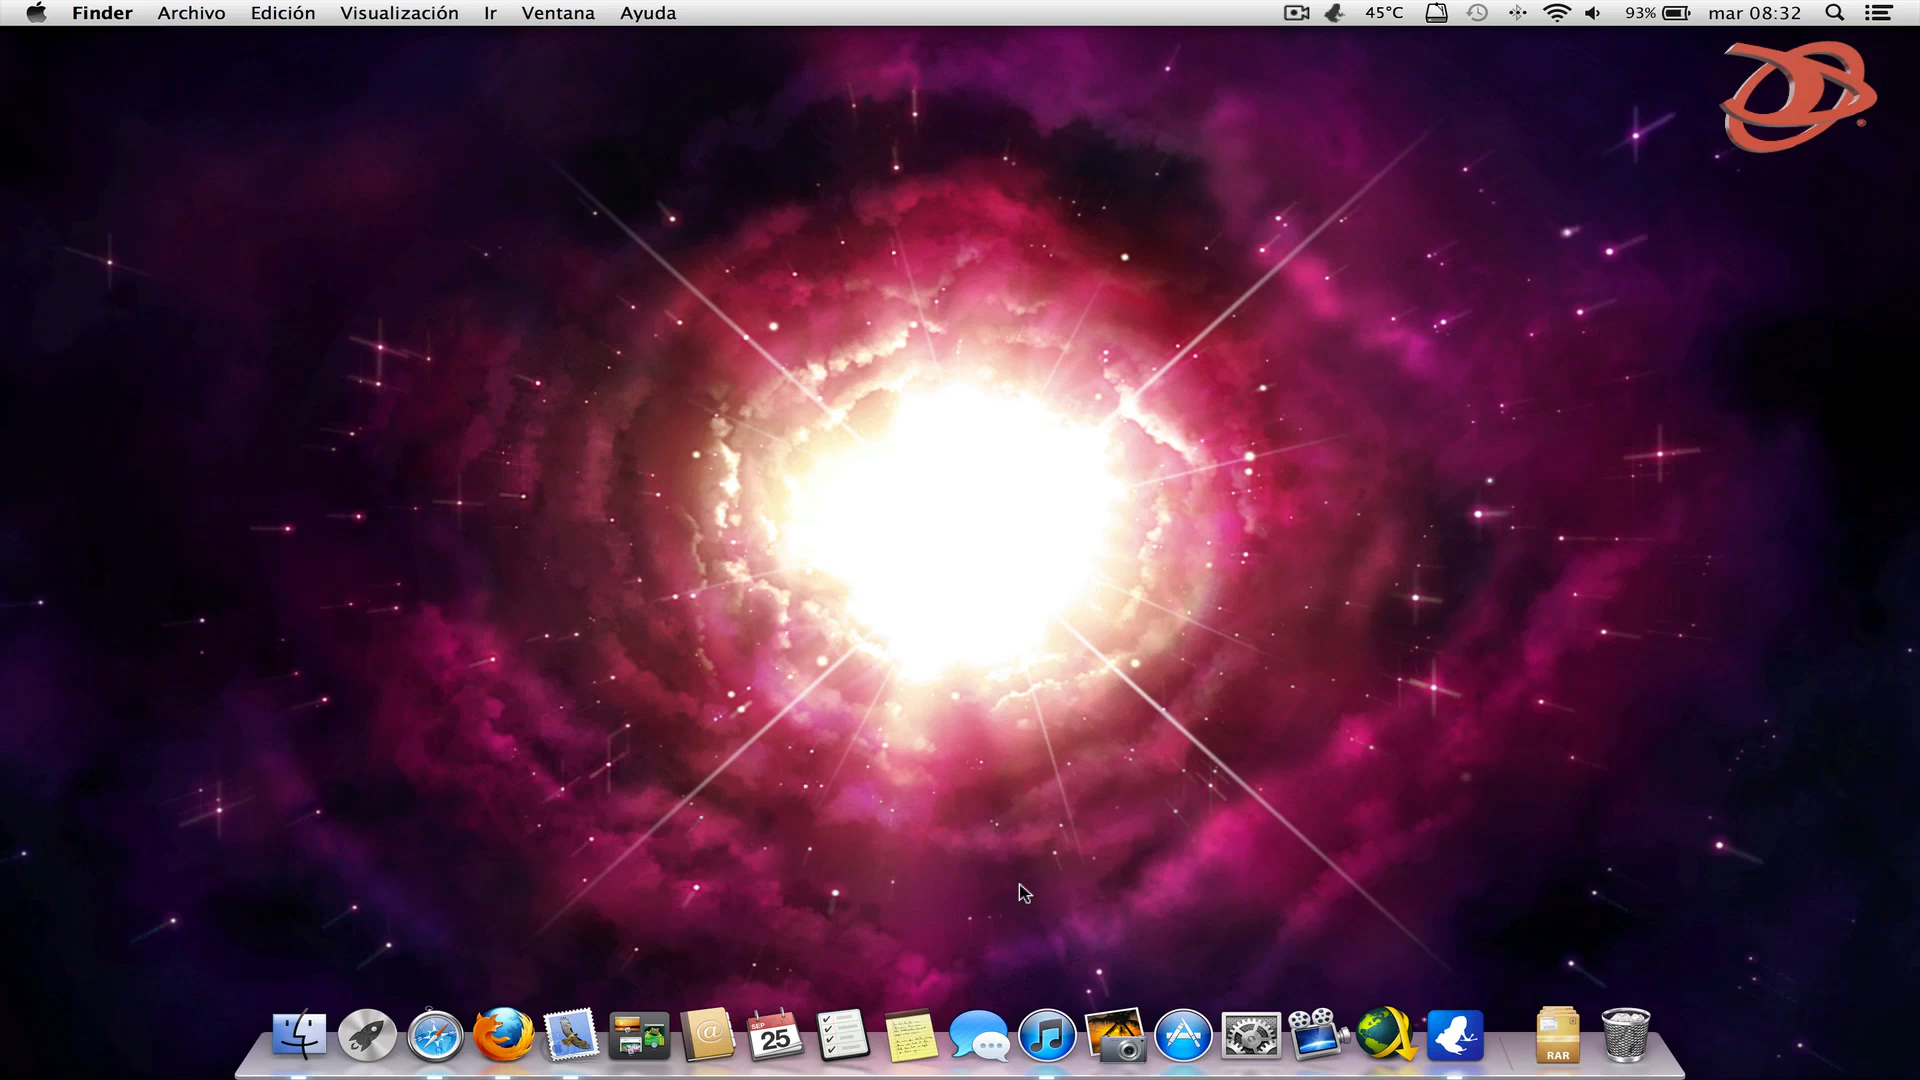 Finder Archivo Edición Visualización Ir Ventana Ayuda 45°C 93% mar 08:32
@
SEP
25
RAR